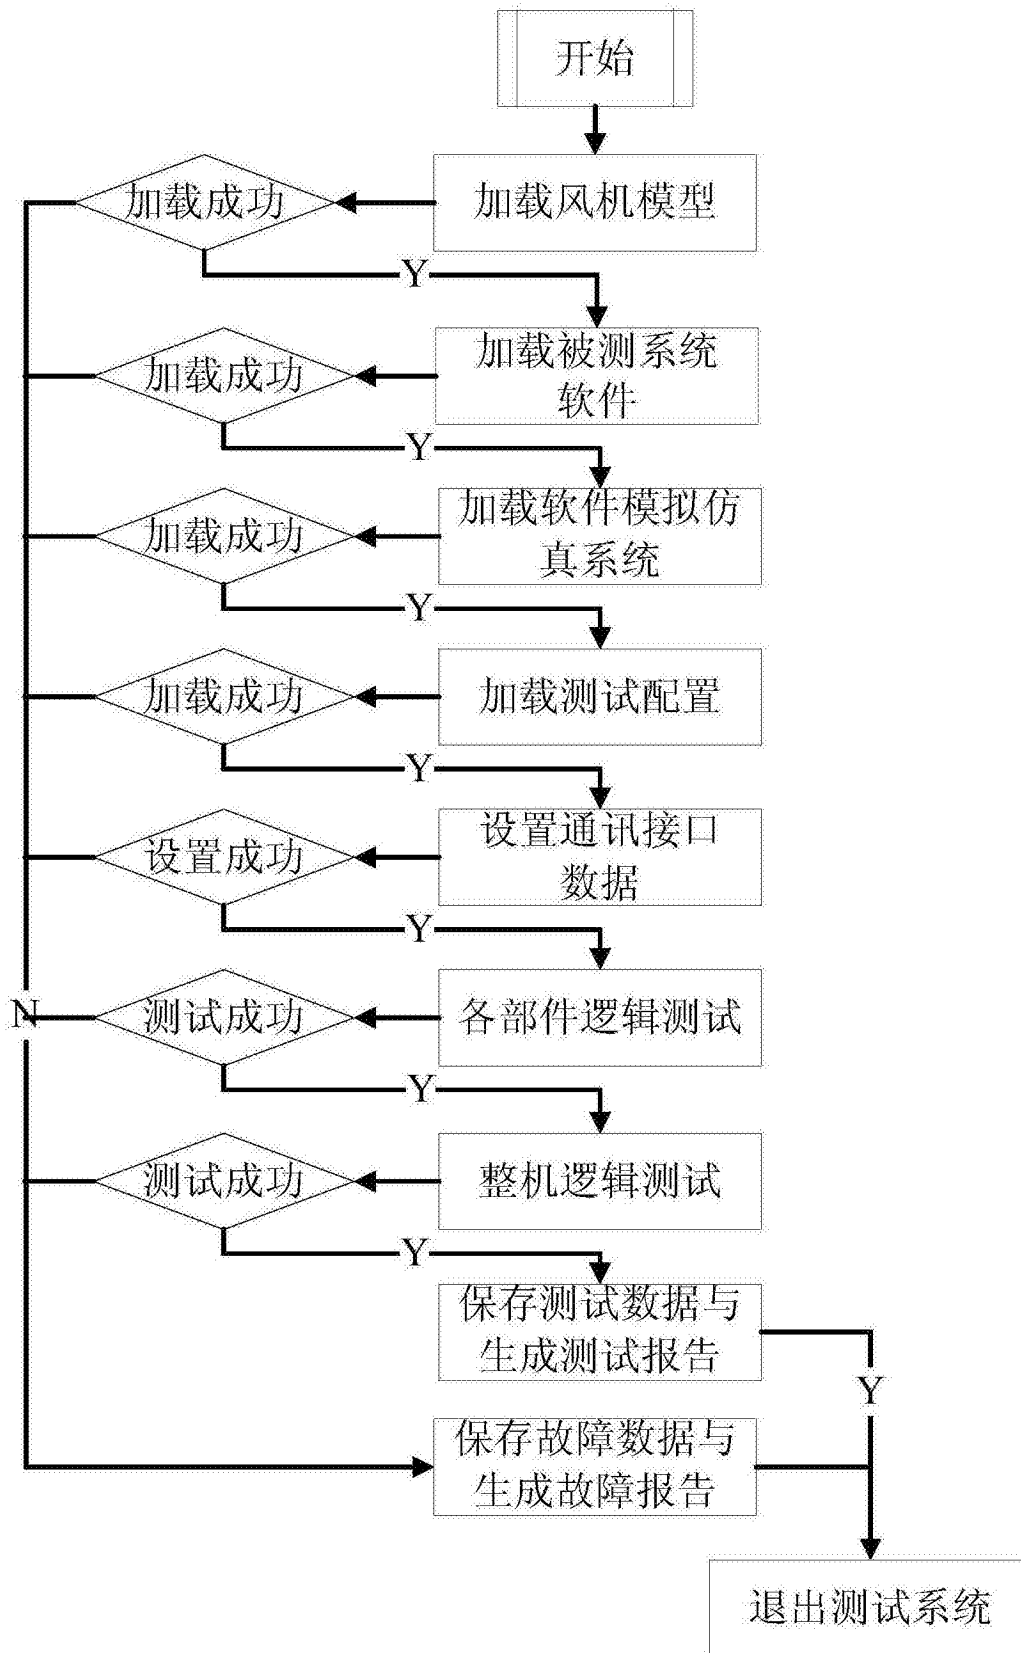 开始
加载成功
加载风机模型
Y
加载成功
加载被测系统
软件
Y
加载成功
加载软件模拟仿
真系统
Y
加载成功
加载测试配置
Y
设置成功
设置通讯接口
数据
Y
N
测试成功
各部件逻辑测试
Y
测试成功
整机逻辑测试
Y
保存测试数据与
生成测试报告
Y
保存故障数据与
生成故障报告
退出测试系统